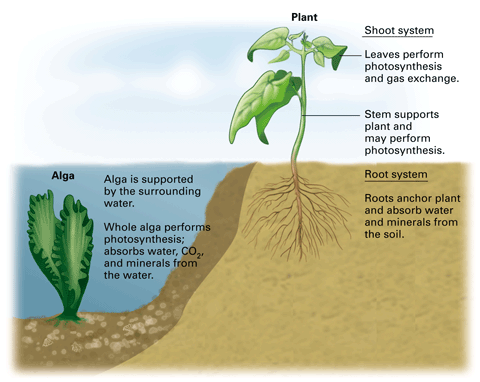 Plant
Shoot system
Leaves perform
photosynthesis
and gas exchange.
Stem supports
plant and
may perform
photosynthesis.
Root system
Roots anchor plant
and absorb water
and minerals from
the soil.
Alga
Alga is supported
by the surrounding
water.
Whole alga performs
photosynthesis;
absorbs water, CO₂,
and minerals from
the water.